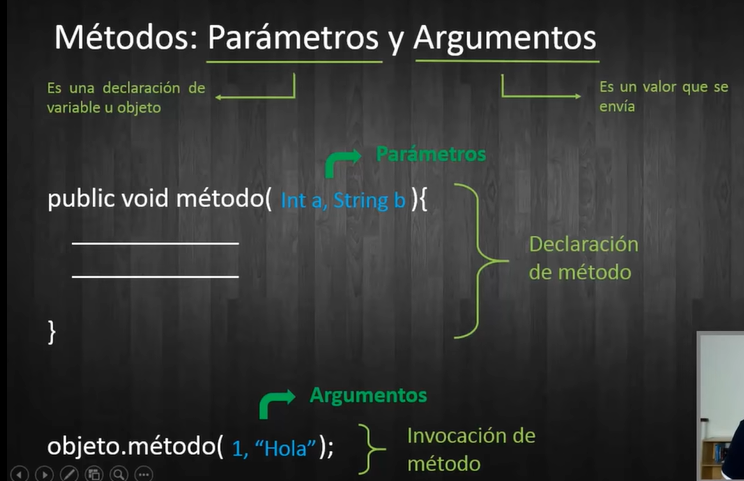 Métodos: Parámetros y Argumentos
Es una declaración de
variable u objeto
Es un valor que se
envía
Parámetros
public void método( Int a, String b ){
Declaración
de método
}
Argumentos
objeto.método( 1, “Hola” );
Invocación de
método